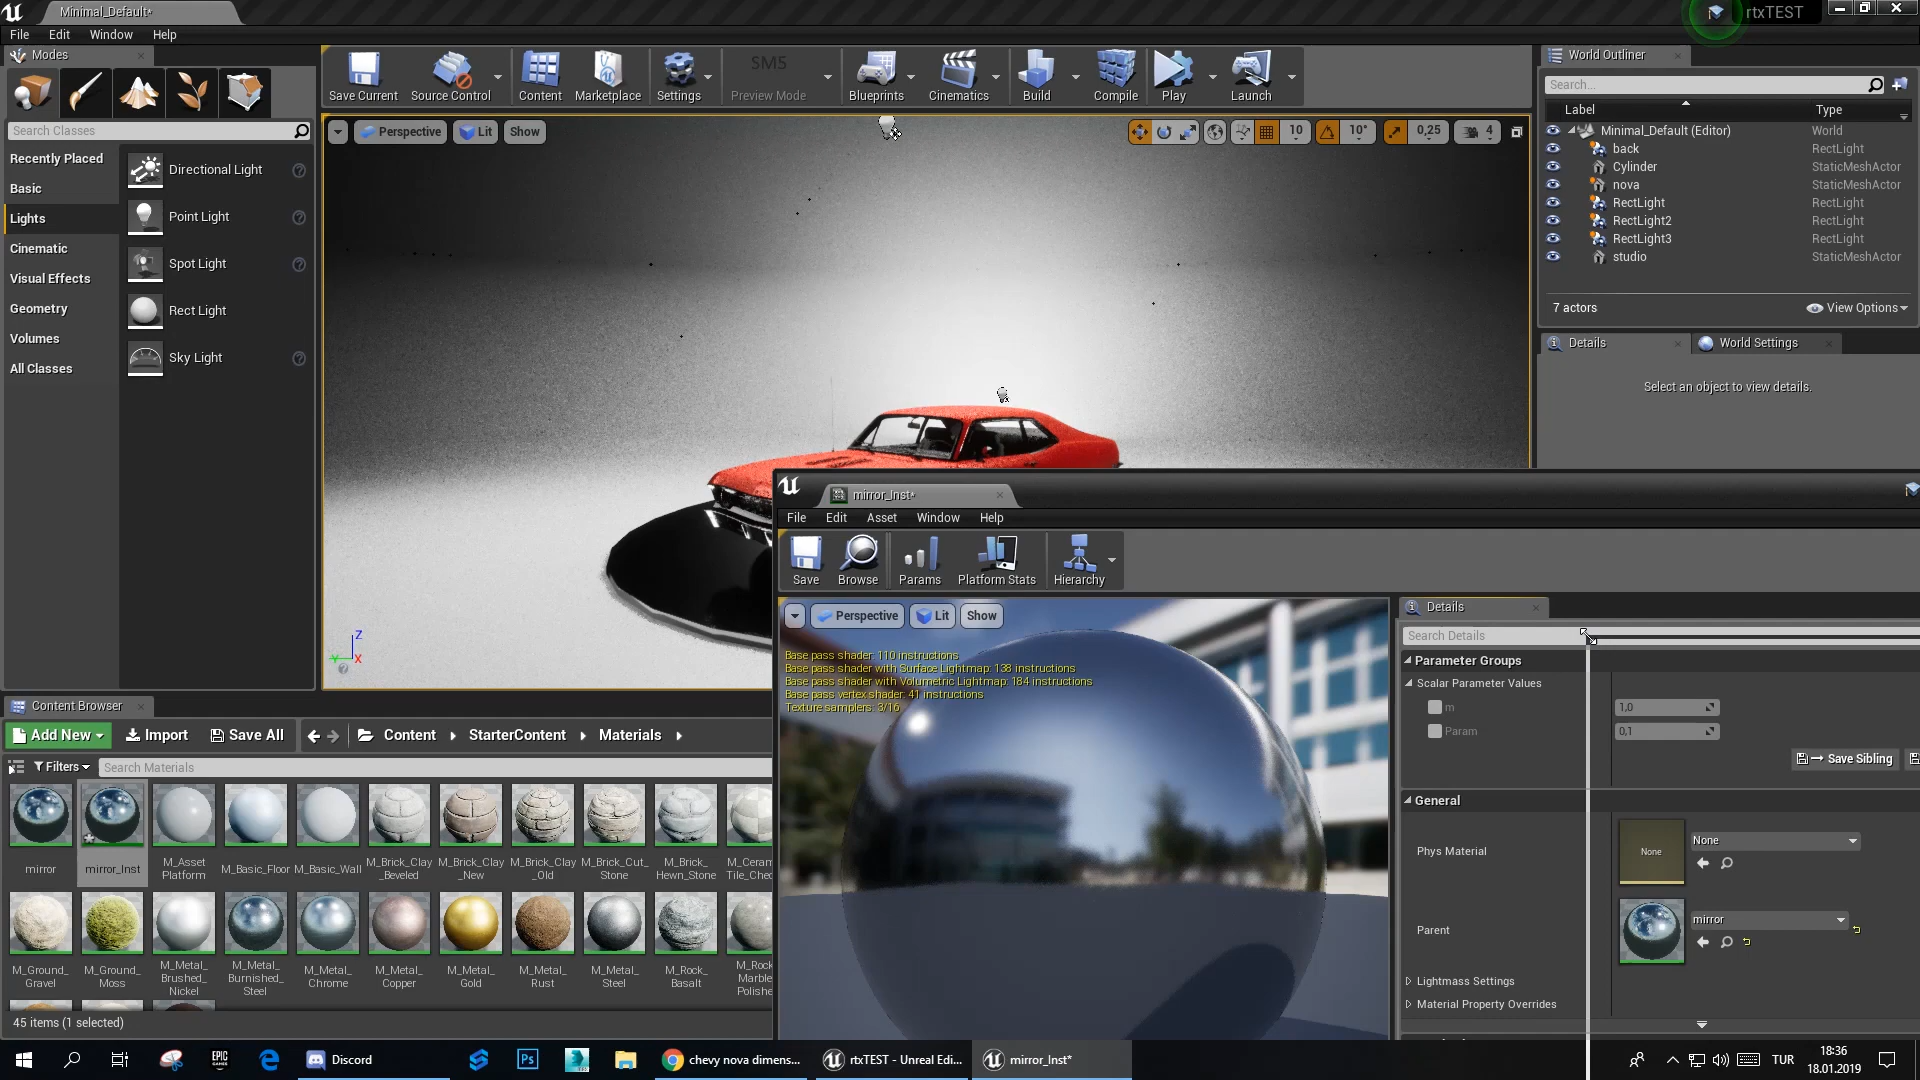 Minimal_Default*
rtxTEST
File Edit Window Help
Modes
Search Classes
Recently Placed
Basic
Lights
Cinematic
Visual Effects
Geometry
Volumes
All Classes
Directional Light
Point Light
Spot Light
Rect Light
Sky Light
Save Current
Source Control
Content
Marketplace
Settings
SM5
Preview Mode
Blueprints
Cinematics
Build
Compile
Play
Launch
Perspective
Lit
Show
10
10°
0,25
4
Z
Y
X
World Outliner
Search...
Label Type
Minimal_Default (Editor) World
back RectLight
Cylinder StaticMeshActor
nova StaticMeshActor
RectLight RectLight
RectLight2 RectLight
RectLight3 RectLight
studio StaticMeshActor
7 actors
View Options
Details
World Settings
Select an object to view details.
mirror_Inst*
File Edit Asset Window Help
Save
Browse
Params
Platform Stats
Hierarchy
Perspective
Lit
Show
Base pass shader: 110 instructions
Base pass shader with Surface Lightmap: 138 instructions
Base pass shader with Volumetric Lightmap: 184 instructions
Base pass vertex shader: 41 instructions
Texture samplers: 3/16
Details
Search Details
Parameter Groups
Scalar Parameter Values
m 1,0
Param 0,1
Save Sibling
General
Phys Material
None
None
Parent
mirror
Lightmass Settings
Material Property Overrides
Content Browser
Add New
Import
Save All
Content
StarterContent
Materials
Filters
Search Materials
mirror
mirror_Inst
M_Asset
Platform
M_Basic_Floor
M_Basic_Wall
M_Brick_Clay
_Beveled
M_Brick_Clay
_New
M_Brick_Clay
_Old
M_Brick_Cut_
Stone
M_Brick_
Hewn_Stone
M_Ceram
Tile_Chec
M_Ground_
Gravel
M_Ground_
Moss
M_Metal_
Brushed_
Nickel
M_Metal_
Burnished_
Steel
M_Metal_
Chrome
M_Metal_
Copper
M_Metal_
Gold
M_Metal_
Rust
M_Metal_
Steel
M_Rock_
Basalt
M_Rock
Marble
Polishe
45 items (1 selected)
EPIC
GAMES
Discord
Ps
chevy nova dimens...
rtxTEST - Unreal Edi...
mirror_Inst*
TUR
18:36
18.01.2019